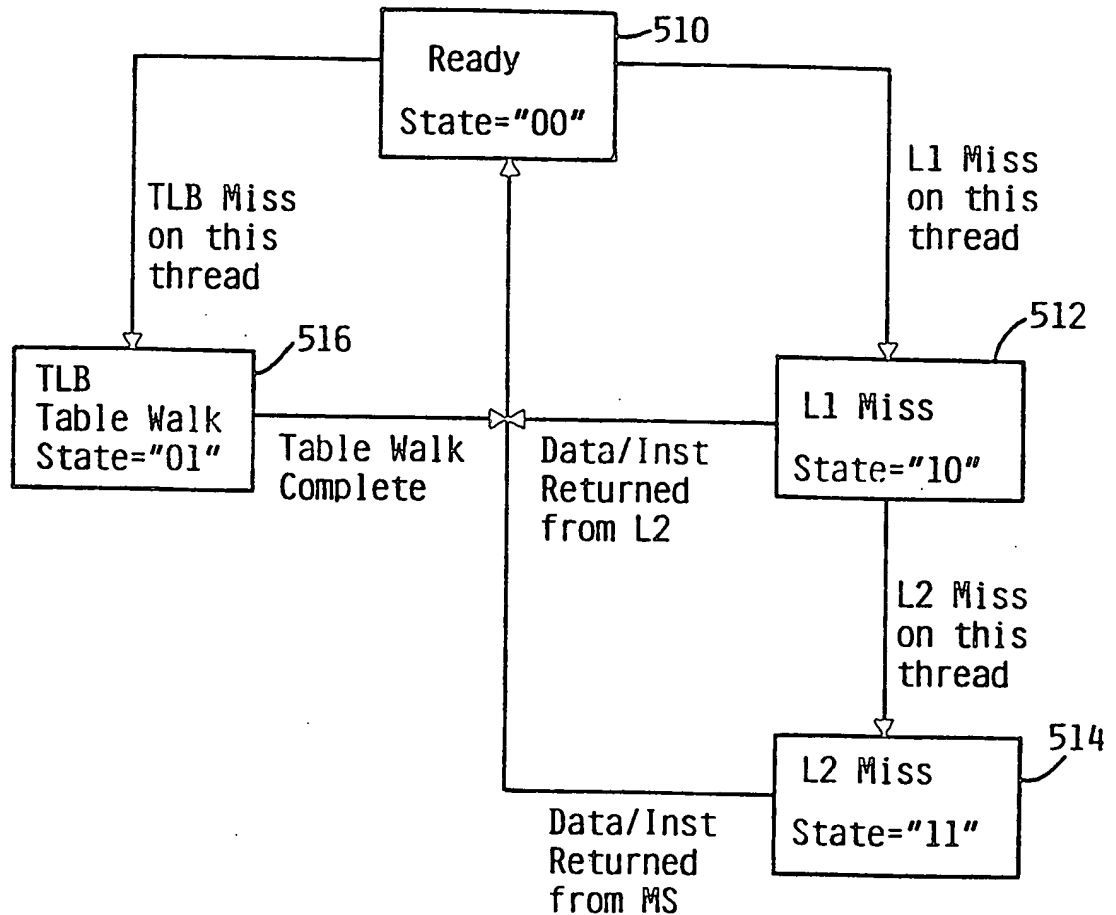 510
Ready
State="00"
TLB Miss
on this
thread
L1 Miss
on this
thread
516
512
TLB
Table Walk
State="01"
L1 Miss
State="10"
Table Walk
Complete
Data/Inst
Returned
from L2
L2 Miss
on this
thread
514
L2 Miss
State="11"
Data/Inst
Returned
from MS